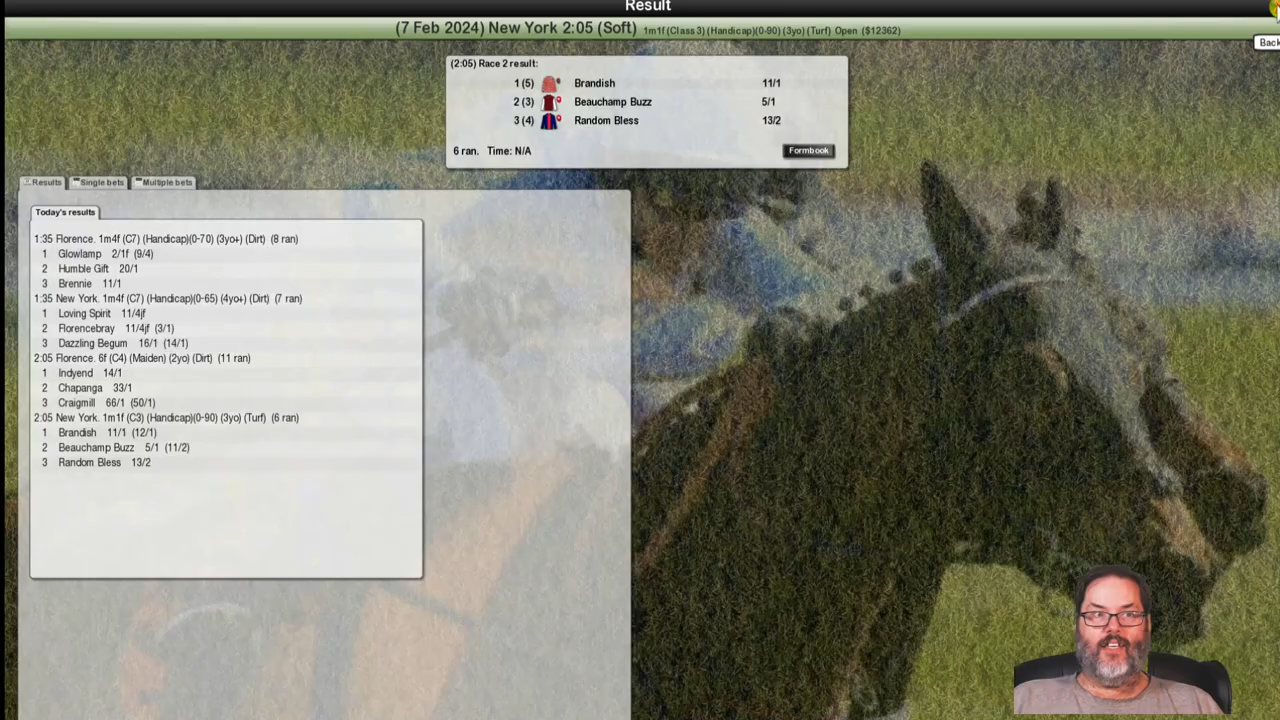 Result
(7 Feb 2024) New York 2:05 (Soft) 1m1f (Class 3) (Handicap)(0-90) (3yo) (Turf) Open ($12362)
Back
(2:05) Race 2 result:
1 (5) Brandish 11/1
2 (3) Beauchamp Buzz 5/1
3 (4) Random Bless 13/2
6 ran. Time: N/A
Formbook
Results Single bets Multiple bets
Today's results
1:35 Florence. 1m4f (C7) (Handicap)(0-70) (3yo+) (Dirt) (8 ran)
1 Glowlamp 2/1f (9/4)
2 Humble Gift 20/1
3 Brennie 11/1
1:35 New York. 1m4f (C7) (Handicap)(0-65) (4yo+) (Dirt) (7 ran)
1 Loving Spirit 11/4jf
2 Florencebray 11/4jf (3/1)
3 Dazzling Begum 16/1 (14/1)
2:05 Florence. 6f (C4) (Maiden) (2yo) (Dirt) (11 ran)
1 Indyend 14/1
2 Chapanga 33/1
3 Craigmill 66/1 (50/1)
2:05 New York. 1m1f (C3) (Handicap)(0-90) (3yo) (Turf) (6 ran)
1 Brandish 11/1 (12/1)
2 Beauchamp Buzz 5/1 (11/2)
3 Random Bless 13/2